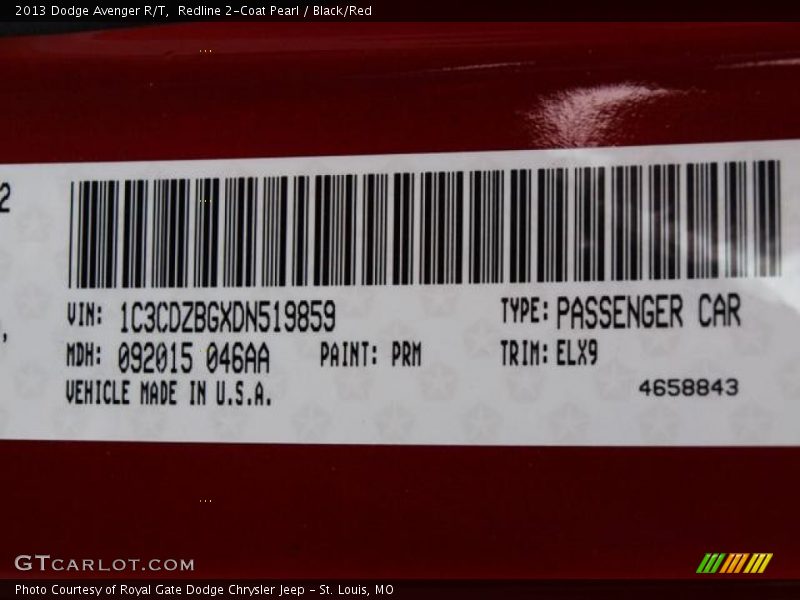 2013 Dodge Avenger R/T, Redline 2-Coat Pearl / Black/Red
2
VIN: 1C3CDZBGXDN519859
TYPE: PASSENGER CAR
MDH: 092015 046AA
PAINT: PRM
TRIM: ELX9
VEHICLE MADE IN U.S.A.
4658843
GTCARLOT.COM
Photo Courtesy of Royal Gate Dodge Chrysler Jeep - St. Louis, MO